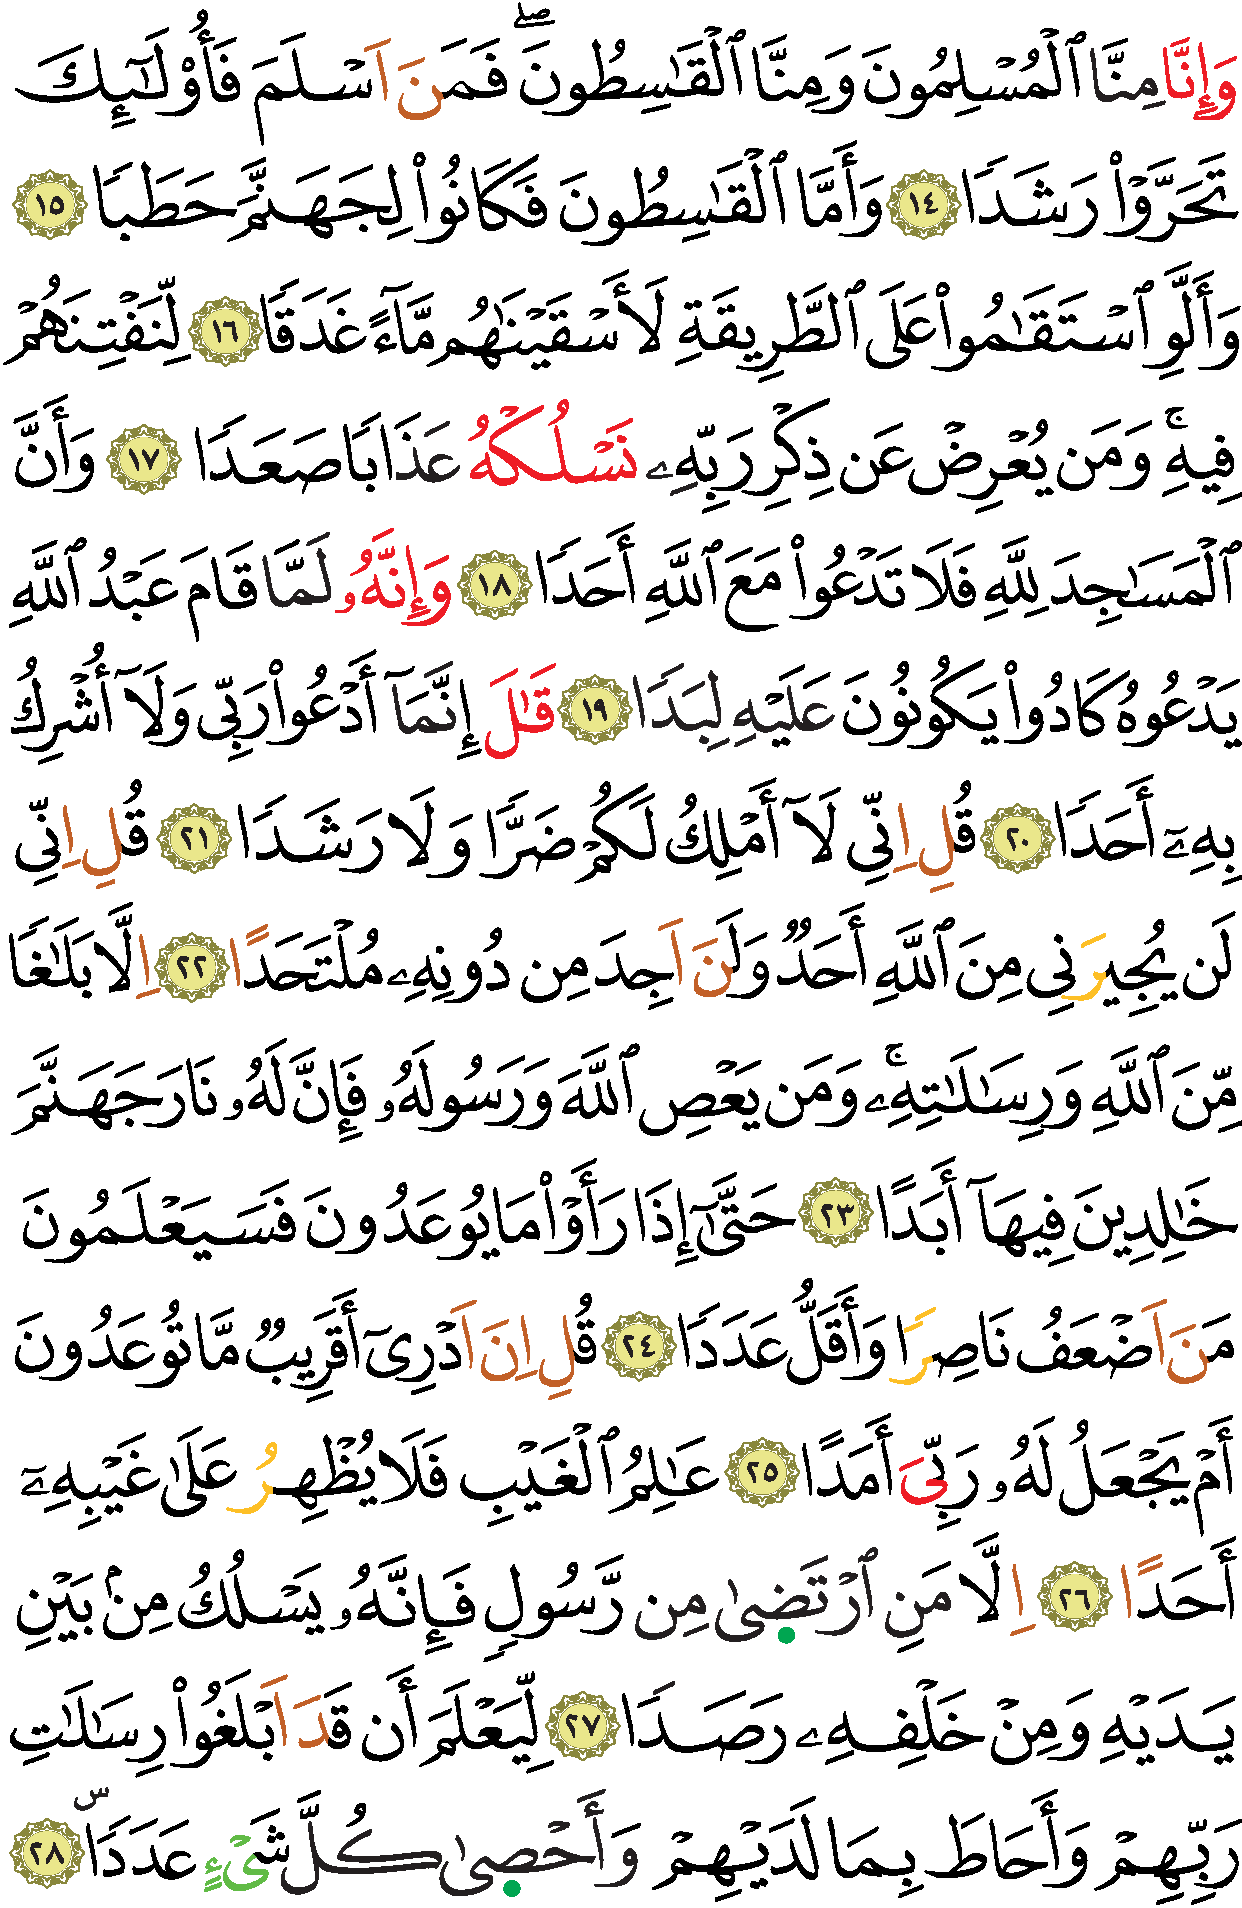 وَإِنَّا مِنَّا ٱلْمُسْلِمُونَ وَمِنَّا ٱلْقَـٰسِطُونَ ۖ فَمَنَ اَسْلَمَ فَأُو۟لَـٰٓئِكَ
تَحَرَّوْا۟ رَشَدًا ١٤ وَأَمَّا ٱلْقَـٰسِطُونَ فَكَانُوا۟ لِجَهَنَّمَ حَطَبًا ١٥
وَأَلَّوِ ٱسْتَقَـٰمُوا۟ عَلَى ٱلطَّرِيقَةِ لَأَسْقَيْنَـٰهُم مَّآءً غَدَقًا ١٦ لِّنَفْتِنَهُمْ
فِيهِ ۚ وَمَن يُعْرِضْ عَن ذِكْرِ رَبِّهِۦ نَسْلُكْهُ عَذَابًا صَعَدًا ١٧ وَأَنَّ
ٱلْمَسَـٰجِدَ لِلَّهِ فَلَا تَدْعُوا۟ مَعَ ٱللَّهِ أَحَدًا ١٨ وَإِنَّهُۥ لَمَّا قَامَ عَبْدُ ٱللَّهِ
يَدْعُوهُ كَادُوا۟ يَكُونُونَ عَلَيْهِ لِبَدًا ١٩ قَـٰلَ إِنَّمَآ أَدْعُوا۟ رَبِّى وَلَآ أُشْرِكُ
بِهِۦٓ أَحَدًا ٢٠ قُلِ اِنِّى لَآ أَمْلِكُ لَكُمْ ضَرًّا وَلَا رَشَدًا ٢١ قُلِ اِنِّى
لَن يُجِيرَنِى مِنَ ٱللَّهِ أَحَدٌ وَلَنَ اَجِدَ مِن دُونِهِۦ مُلْتَحَدًا ٢٢ اِلَّا بَلَـٰغًا
مِّنَ ٱللَّهِ وَرِسَـٰلَـٰتِهِۦ ۚ وَمَن يَعْصِ ٱللَّهَ وَرَسُولَهُۥ فَإِنَّ لَهُۥ نَارَ جَهَنَّمَ
خَـٰلِدِينَ فِيهَآ أَبَدًا ٢٣ حَتَّىٰٓ إِذَا رَأَوْا۟ مَا يُوعَدُونَ فَسَيَعْلَمُونَ
مَنَ اَضْعَفُ نَاصِرًا وَأَقَلُّ عَدَدًا ٢٤ قُلِ اِنَ اَدْرِىٓ أَقَرِيبٌ مَّا تُوعَدُونَ
أَمْ يَجْعَلُ لَهُۥ رَبِّىَ أَمَدًا ٢٥ عَـٰلِمُ ٱلْغَيْبِ فَلَا يُظْهِرُ عَلَىٰ غَيْبِهِۦٓ
أَحَدًا ٢٦ اِلَّا مَنِ ٱرْتَضِىٰ مِن رَّسُولٍ فَإِنَّهُۥ يَسْلُكُ مِنۢ بَيْنِ
يَدَيْهِ وَمِنْ خَلْفِهِۦ رَصَدًا ٢٧ لِّيَعْلَمَ أَن قَدَ اَبْلَغُوا۟ رِسَـٰلَـٰتِ
رَبِّهِمْ وَأَحَاطَ بِمَا لَدَيْهِمْ وَأَحْصِىٰ كُلَّ شَىْءٍ عَدَدًا ۜ ٢٨